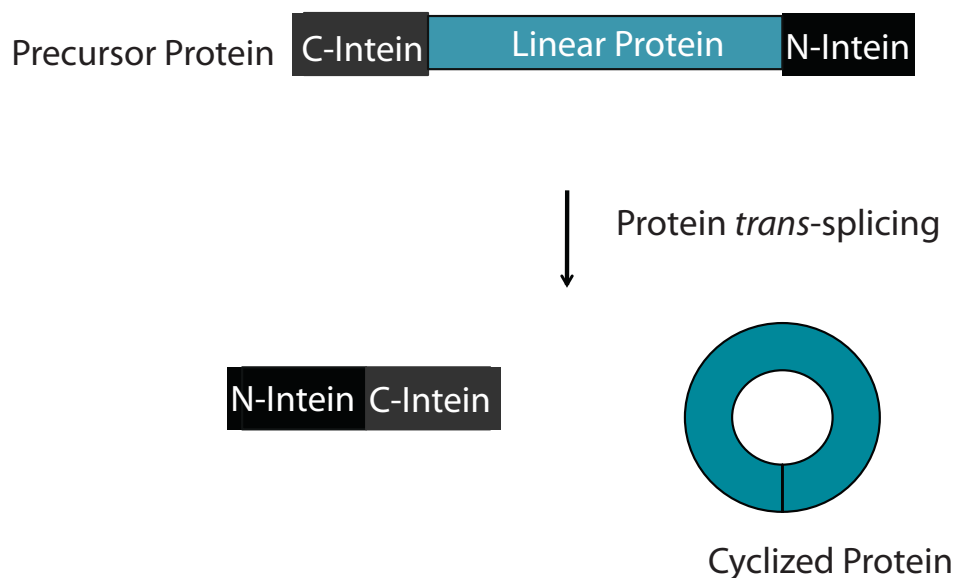 Precursor Protein C-Intein Linear Protein N-Intein
Protein trans-splicing
N-Intein C-Intein
Cyclized Protein